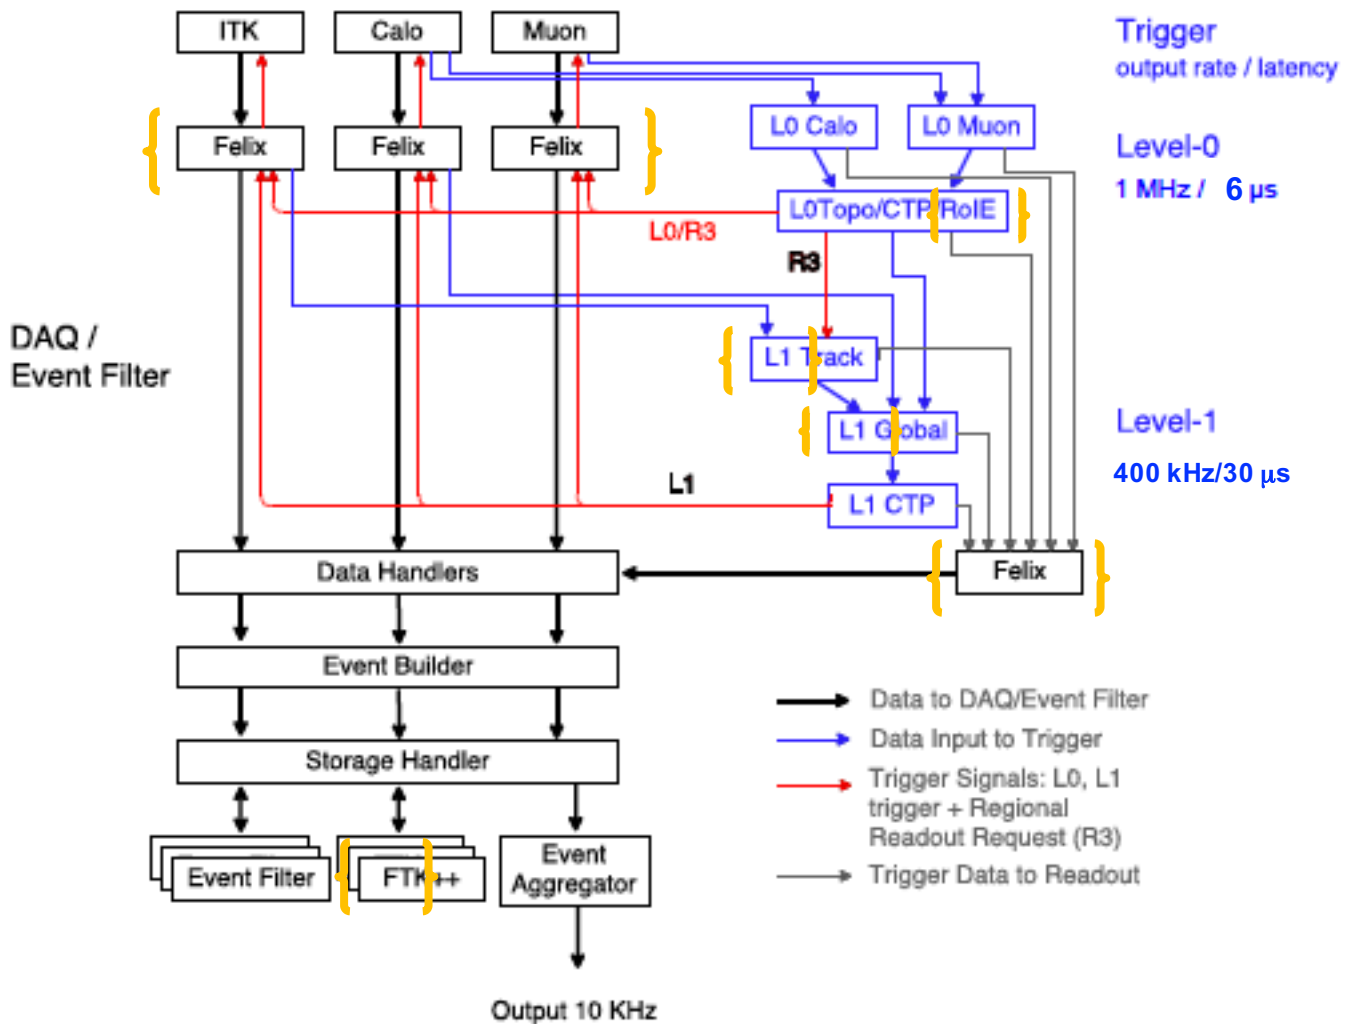 ITK
Calo
Muon
Trigger
output rate / latency
L0 Calo
L0 Muon
Felix
Felix
Felix
Level-0
1 MHz / 6 μs
L0Topo/CTP/RoIE
L0/R3
R3
DAQ /
Event Filter
L1 Track
L1 Global
Level-1
400 kHz/30 μs
L1
L1 CTP
Data Handlers
Felix
Event Builder
Data to DAQ/Event Filter
Data Input to Trigger
Storage Handler
Trigger Signals: L0, L1
trigger + Regional
Readout Request (R3)
Trigger Data to Readout
Event Filter
FTK++
Event
Aggregator
Output 10 KHz